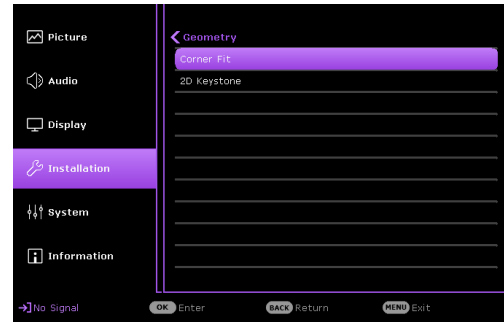 Picture
Audio
Display
Installation
System
Information
Geometry
Corner Fit
2D Keystone
No Signal
OK Enter
BACK Return
MENU Exit